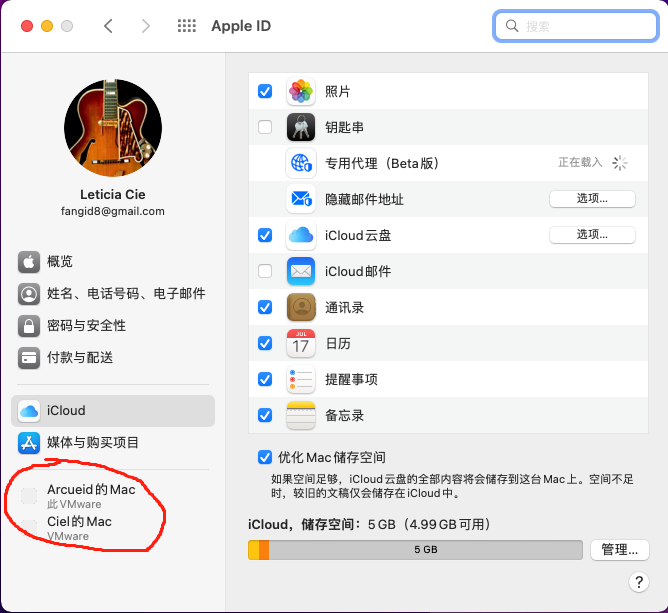 Apple ID
搜索
Leticia Cie
fangid8@gmail.com
概览
姓名、电话号码、电子邮件
密码与安全性
付款与配送
iCloud
媒体与购买项目
Arcueid的Mac
此VMware
Ciel的Mac
VMware
照片
钥匙串
专用代理（Beta版）
正在载入
隐藏邮件地址
选项...
iCloud云盘
选项...
iCloud邮件
通讯录
JUL
17
日历
提醒事项
备忘录
优化Mac储存空间
如果空间足够，iCloud云盘的全部内容将会储存到这台Mac上。空间不足
时，较旧的文稿仅会储存在iCloud中。
iCloud，储存空间：5 GB（4.99 GB可用）
5 GB
管理...
?